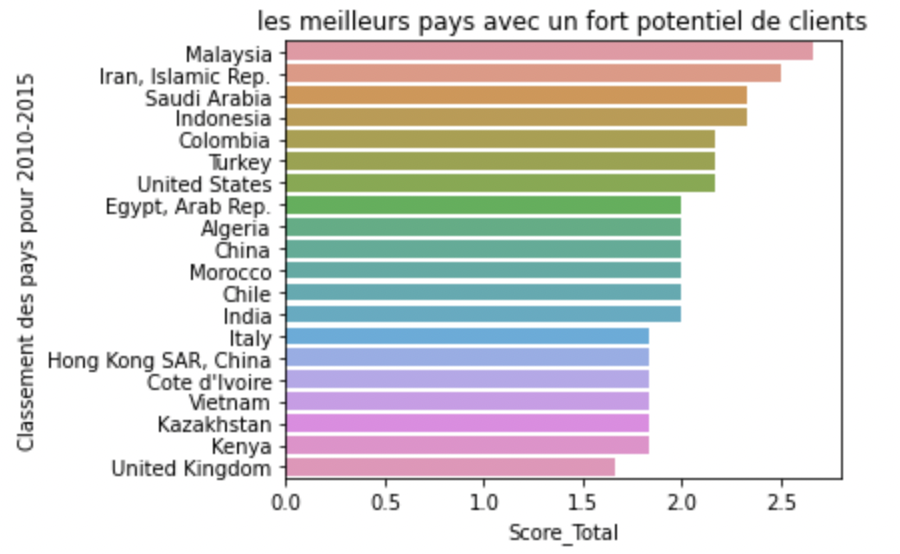 les meilleurs pays avec un fort potentiel de clients
Classement des pays pour 2010-2015
Malaysia
Iran, Islamic Rep.
Saudi Arabia
Indonesia
Colombia
Turkey
United States
Egypt, Arab Rep.
Algeria
China
Morocco
Chile
India
Italy
Hong Kong SAR, China
Cote d'Ivoire
Vietnam
Kazakhstan
Kenya
United Kingdom
0.0 0.5 1.0 1.5 2.0 2.5
Score_Total